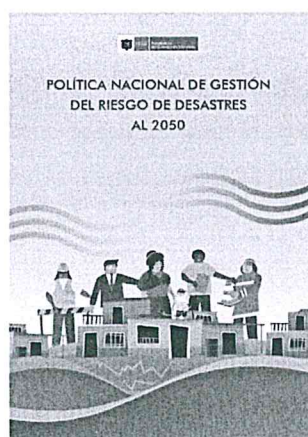 POLÍTICA NACIONAL DE GESTIÓN
DEL RIESGO DE DESASTRES
AL 2050